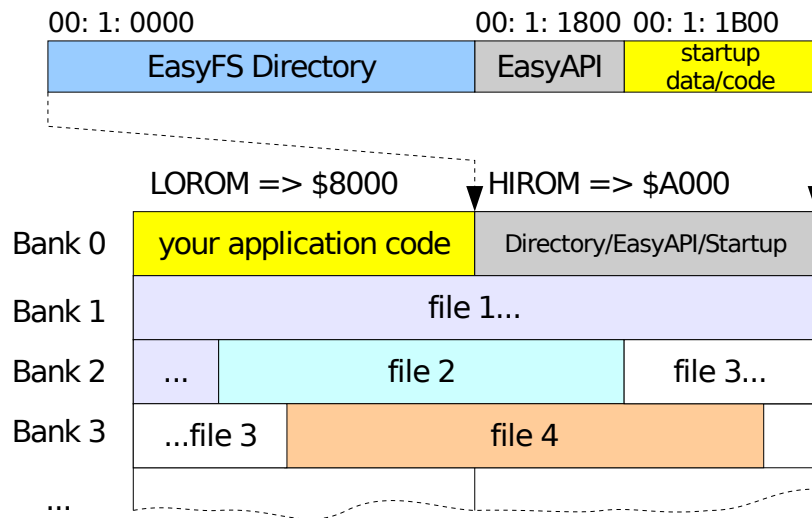 00: 1: 0000 00: 1: 1800 00: 1: 1B00
EasyFS Directory EasyAPI startup
data/code
LOROM => $8000 HIROM => $A000
Bank 0 your application code Directory/EasyAPI/Startup
Bank 1 file 1...
Bank 2 ... file 2 file 3...
Bank 3 ...file 3 file 4
...